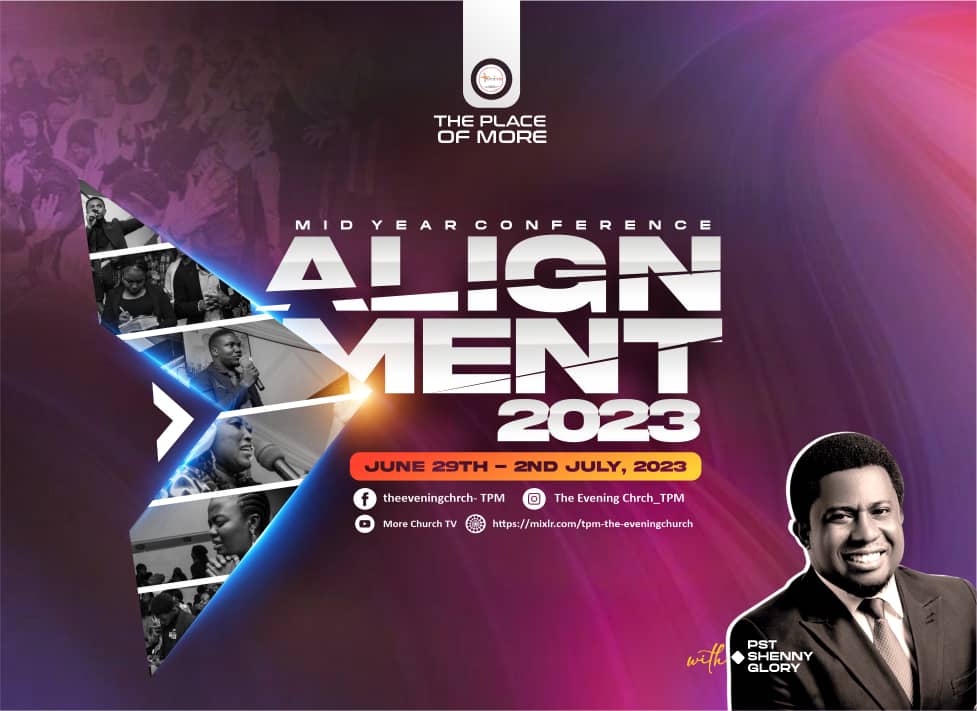 THE PLACE
OF MORE
MID YEAR CONFERENCE
ALIGN
MENT
2023
JUNE 29TH – 2ND JULY, 2023
theeveningchrch- TPM
The Evening Chrch_TPM
More Church TV
https://mixlr.com/tpm-the-eveningchurch
with
PST
SHENNY
GLORY